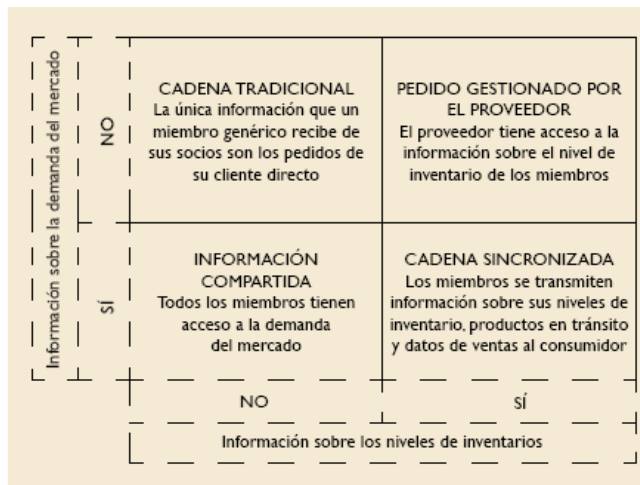 Información sobre la demanda del mercado
NO
CADENA TRADICIONAL
La única información que un
miembro genérico recibe de
sus socios son los pedidos de
su cliente directo
PEDIDO GESTIONADO POR
EL PROVEEDOR
El proveedor tiene acceso a la
información sobre el nivel de
inventario de los miembros
SÍ
INFORMACIÓN
COMPARTIDA
Todos los miembros tienen
acceso a la demanda
del mercado
CADENA SINCRONIZADA
Los miembros se transmiten
información sobre sus niveles de
inventario, productos en tránsito
y datos de ventas al consumidor
NO
SÍ
Información sobre los niveles de inventarios